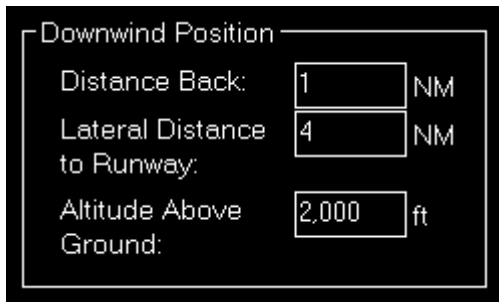 Downwind Position
Distance Back: 1 NM
Lateral Distance 4 NM
to Runway:
Altitude Above 2,000 ft
Ground: